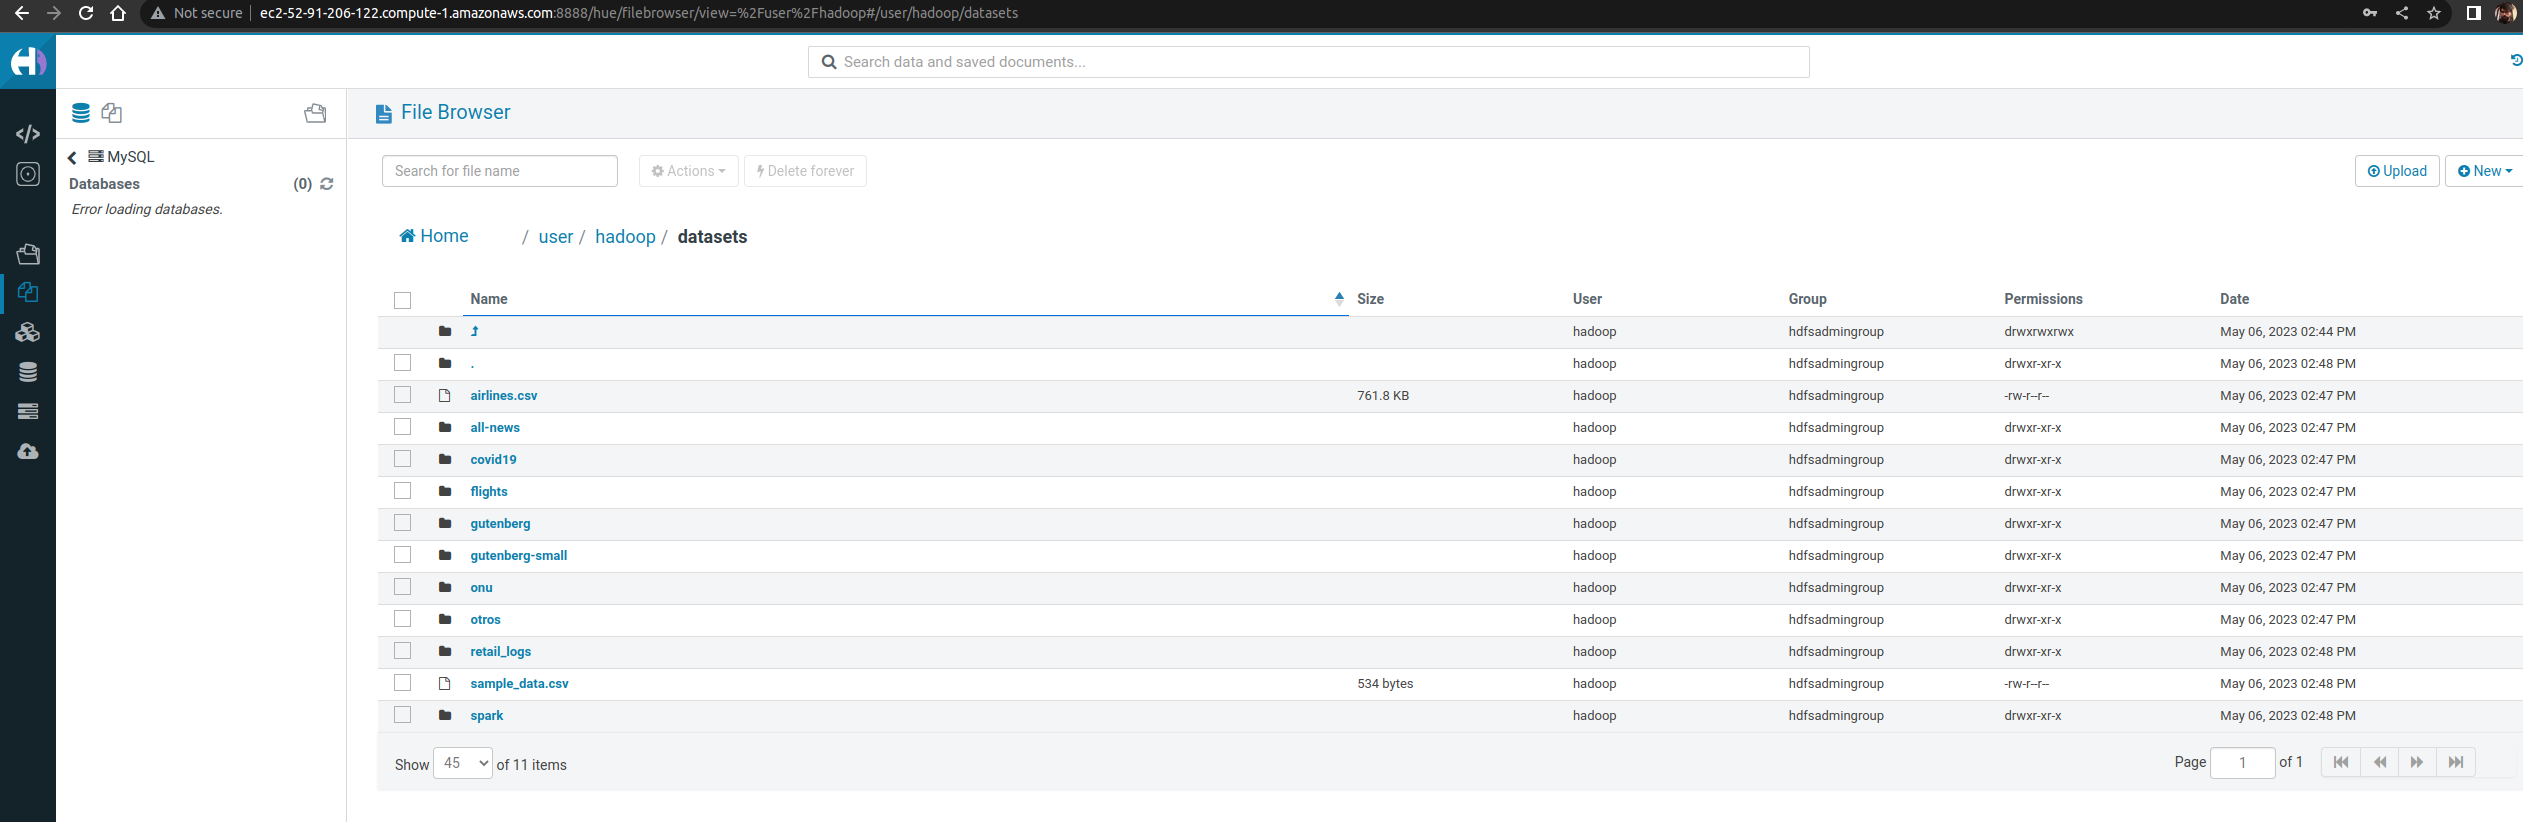 Not secure ec2-52-91-206-122.compute-1.amazonaws.com:8888/hue/filebrowser/view=%2Fuser%2Fhadoop#/user/hadoop/datasets
Search data and saved documents...
File Browser
MySQL
Databases (0)
Error loading databases.
Search for file name Actions Delete forever Upload New
Home / user / hadoop / datasets
Name Size User Group Permissions Date
hadoop hdfsadmingroup drwxrwxrwx May 06, 2023 02:44 PM
. hadoop hdfsadmingroup drwxr-xr-x May 06, 2023 02:48 PM
airlines.csv 761.8 KB hadoop hdfsadmingroup -rw-r--r-- May 06, 2023 02:47 PM
all-news hadoop hdfsadmingroup drwxr-xr-x May 06, 2023 02:47 PM
covid19 hadoop hdfsadmingroup drwxr-xr-x May 06, 2023 02:47 PM
flights hadoop hdfsadmingroup drwxr-xr-x May 06, 2023 02:47 PM
gutenberg hadoop hdfsadmingroup drwxr-xr-x May 06, 2023 02:47 PM
gutenberg-small hadoop hdfsadmingroup drwxr-xr-x May 06, 2023 02:47 PM
onu hadoop hdfsadmingroup drwxr-xr-x May 06, 2023 02:47 PM
otros hadoop hdfsadmingroup drwxr-xr-x May 06, 2023 02:47 PM
retail_logs hadoop hdfsadmingroup drwxr-xr-x May 06, 2023 02:48 PM
sample_data.csv 534 bytes hadoop hdfsadmingroup -rw-r--r-- May 06, 2023 02:48 PM
spark hadoop hdfsadmingroup drwxr-xr-x May 06, 2023 02:48 PM
Show 45 of 11 items Page 1 of 1